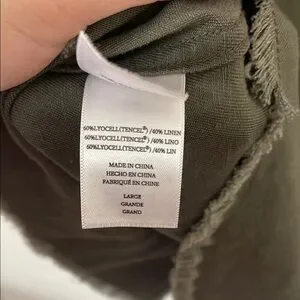 60%LYOCELL(TENCEL®)/40% LINEN
60%LYOCELL(TENCEL®)/40% LINO
60%LYOCELL(TENCEL®)/40% LIN
MADE IN CHINA
HECHO EN CHINA
FABRIQUÉ EN CHINE
LARGE
GRANDE
GRAND